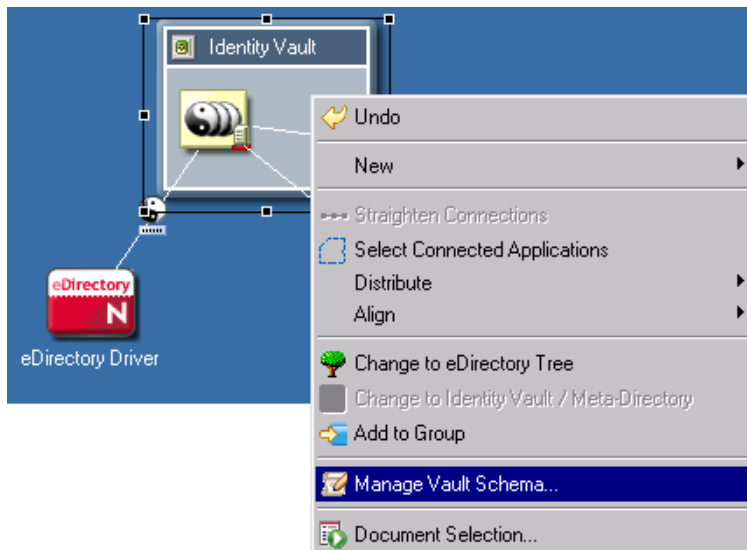 Identity Vault
Undo
New
Straighten Connections
Select Connected Applications
Distribute
Align
eDirectory
N
eDirectory Driver
Change to eDirectory Tree
Change to Identity Vault / Meta-Directory
Add to Group
Manage Vault Schema...
Document Selection...